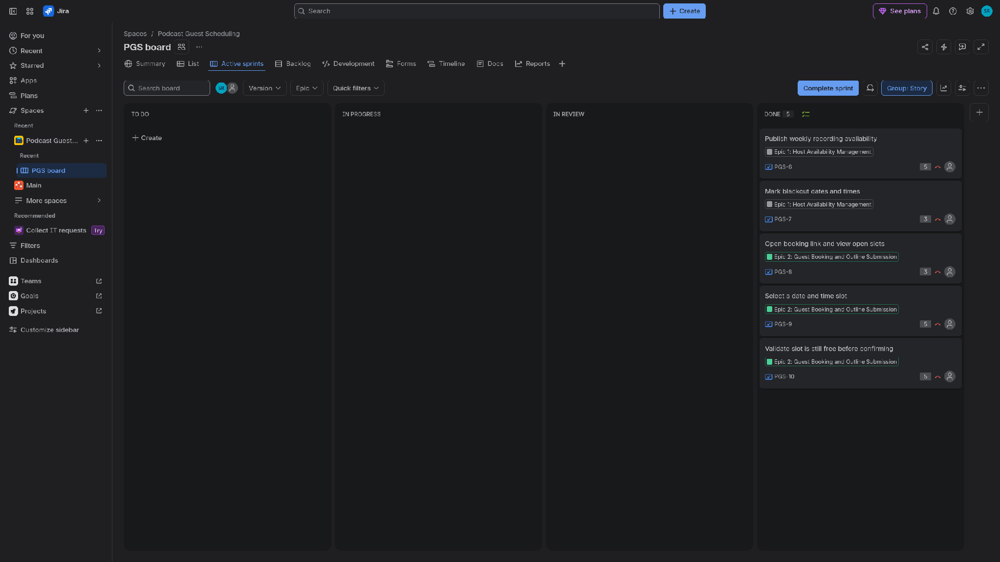 Jira
Search
Create
See plans
SR
For you
Recent
Starred
Apps
Plans
Spaces
Recent
Podcast Guest...
Recent
PGS board
Main
More spaces
Recommended
Collect IT requests Try
Filters
Dashboards
Teams
Goals
Projects
Customize sidebar
Spaces / Podcast Guest Scheduling
PGS board
Summary List Active sprints Backlog Development Forms Timeline Docs Reports
Search board SR Version Epic Quick filters Complete sprint Group: Story
TO DO
Create
IN PROGRESS
IN REVIEW
DONE 5
Publish weekly recording availability
Epic 1: Host Availability Management
PGS-6 5
Mark blackout dates and times
Epic 1: Host Availability Management
PGS-7 3
Open booking link and view open slots
Epic 2: Guest Booking and Outline Submission
PGS-8 3
Select a date and time slot
Epic 2: Guest Booking and Outline Submission
PGS-9 5
Validate slot is still free before confirming
Epic 2: Guest Booking and Outline Submission
PGS-10 5